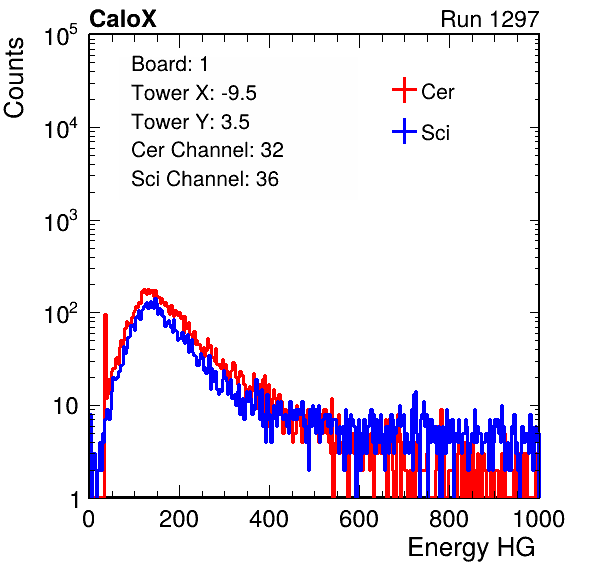 CaloX Run 1297
Counts
10^5
10^4
10^3
10^2
10
1
Board: 1
Tower X: -9.5
Tower Y: 3.5
Cer Channel: 32
Sci Channel: 36
Cer
Sci
0 200 400 600 800 1000
Energy HG